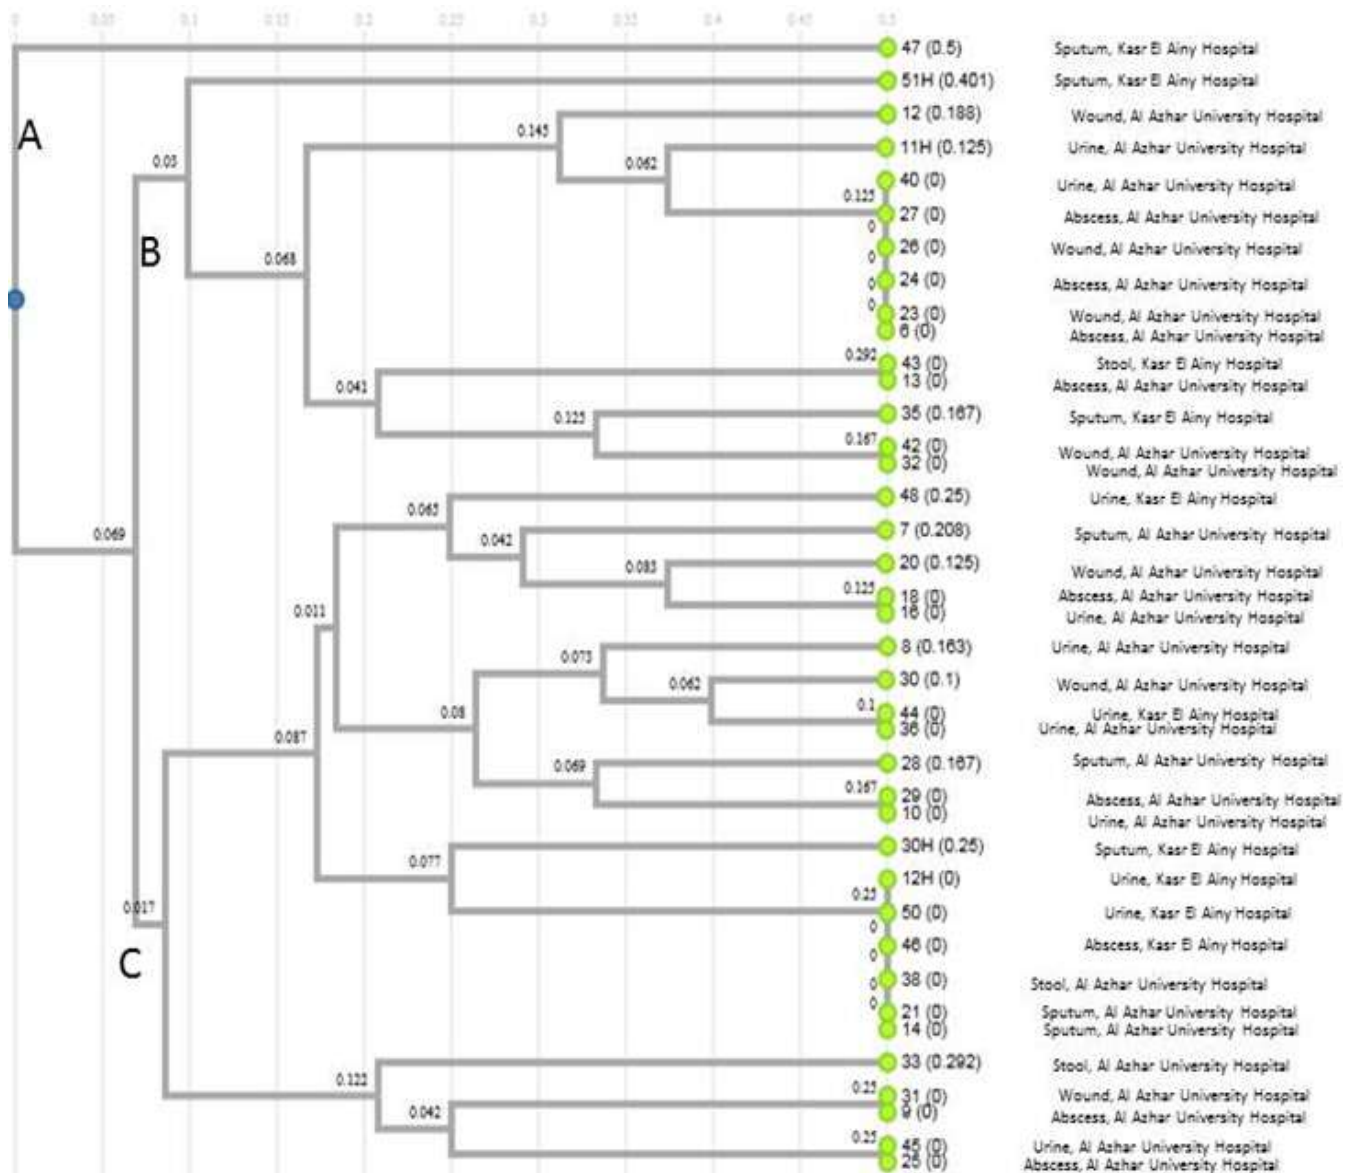 0 0.05 0.1 0.15 0.2 0.25 0.3 0.35 0.4 0.45 0.5
47 (0.5) Sputum, Kasr El Ainy Hospital
51H (0.401) Sputum, Kasr El Ainy Hospital
12 (0.188) Wound, Al Azhar University Hospital
A
0.145
11H (0.125) Urine, Al Azhar University Hospital
0.03
0.062
40 (0) Urine, Al Azhar University Hospital
0.125
27 (0) Abscess, Al Azhar University Hospital
0
B
26 (0) Wound, Al Azhar University Hospital
0.068
0
24 (0) Abscess, Al Azhar University Hospital
0
0
23 (0) Wound, Al Azhar University Hospital
6 (0) Abscess, Al Azhar University Hospital
0.292
43 (0) Stool, Kasr El Ainy Hospital
13 (0) Abscess, Al Azhar University Hospital
0.041
35 (0.167) Sputum, Kasr El Ainy Hospital
0.125
0.167
42 (0) Wound, Al Azhar University Hospital
32 (0) Wound, Al Azhar University Hospital
48 (0.25) Urine, Kasr El Ainy Hospital
0.065
7 (0.208) Sputum, Al Azhar University Hospital
0.069
0.042
20 (0.125) Wound, Al Azhar University Hospital
0.083
0.125
18 (0) Abscess, Al Azhar University Hospital
16 (0) Urine, Al Azhar University Hospital
0.011
8 (0.163) Urine, Al Azhar University Hospital
0.073
30 (0.1) Wound, Al Azhar University Hospital
0.062
0.1
44 (0) Urine, Kasr El Ainy Hospital
36 (0) Urine, Al Azhar University Hospital
0.08
0.087
28 (0.167) Sputum, Al Azhar University Hospital
0.069
0.167
29 (0) Abscess, Al Azhar University Hospital
10 (0) Urine, Al Azhar University Hospital
30H (0.25) Sputum, Kasr El Ainy Hospital
0.077
12H (0) Urine, Kasr El Ainy Hospital
0.25
0.017
50 (0) Urine, Kasr El Ainy Hospital
0
46 (0) Abscess, Kasr El Ainy Hospital
0
C
38 (0) Stool, Al Azhar University Hospital
0
0
21 (0) Sputum, Al Azhar University Hospital
14 (0) Sputum, Al Azhar University Hospital
33 (0.292) Stool, Al Azhar University Hospital
0.122
0.25
31 (0) Wound, Al Azhar University Hospital
9 (0) Abscess, Al Azhar University Hospital
0.042
0.25
45 (0) Urine, Al Azhar University Hospital
25 (0) Abscess, Al Azhar University Hospital